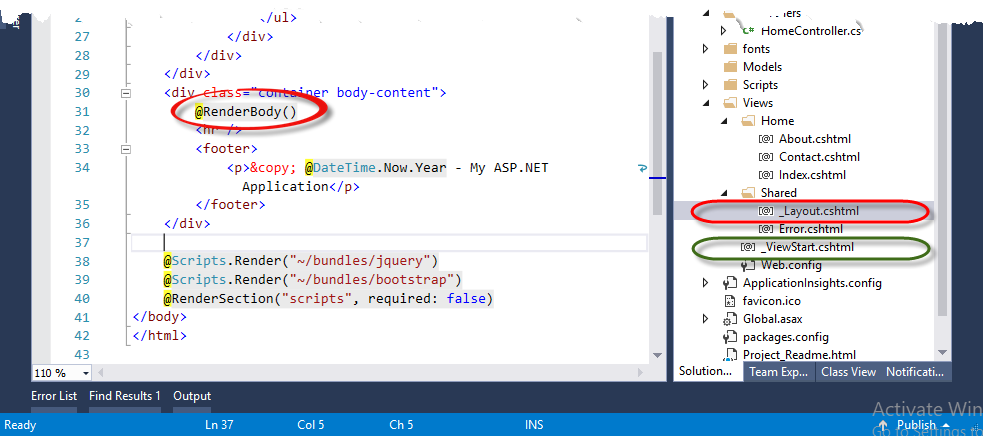 </ul>
27 </div>
28 </div>
29 </div>
30 <div class="container body-content">
31 @RenderBody()
32 <hr />
33 <footer>
34 <p>&copy; @DateTime.Now.Year - My ASP.NET
Application</p>
35 </footer>
36 </div>
37
38 @Scripts.Render("~/bundles/jquery")
39 @Scripts.Render("~/bundles/bootstrap")
40 @RenderSection("scripts", required: false)
41 </body>
42 </html>
43
110 %
C# HomeController.cs
fonts
Models
Scripts
Views
Home
[@] About.cshtml
[@] Contact.cshtml
[@] Index.cshtml
Shared
[@] _Layout.cshtml
[@] Error.cshtml
[@] _ViewStart.cshtml
Web.config
ApplicationInsights.config
favicon.ico
Global.asax
packages.config
Project_Readme.html
Solution... Team Exp... Class View Notificati...
Error List Find Results 1 Output
Activate Win
Go to Settings to
Ready Ln 37 Col 5 Ch 5 INS Publish